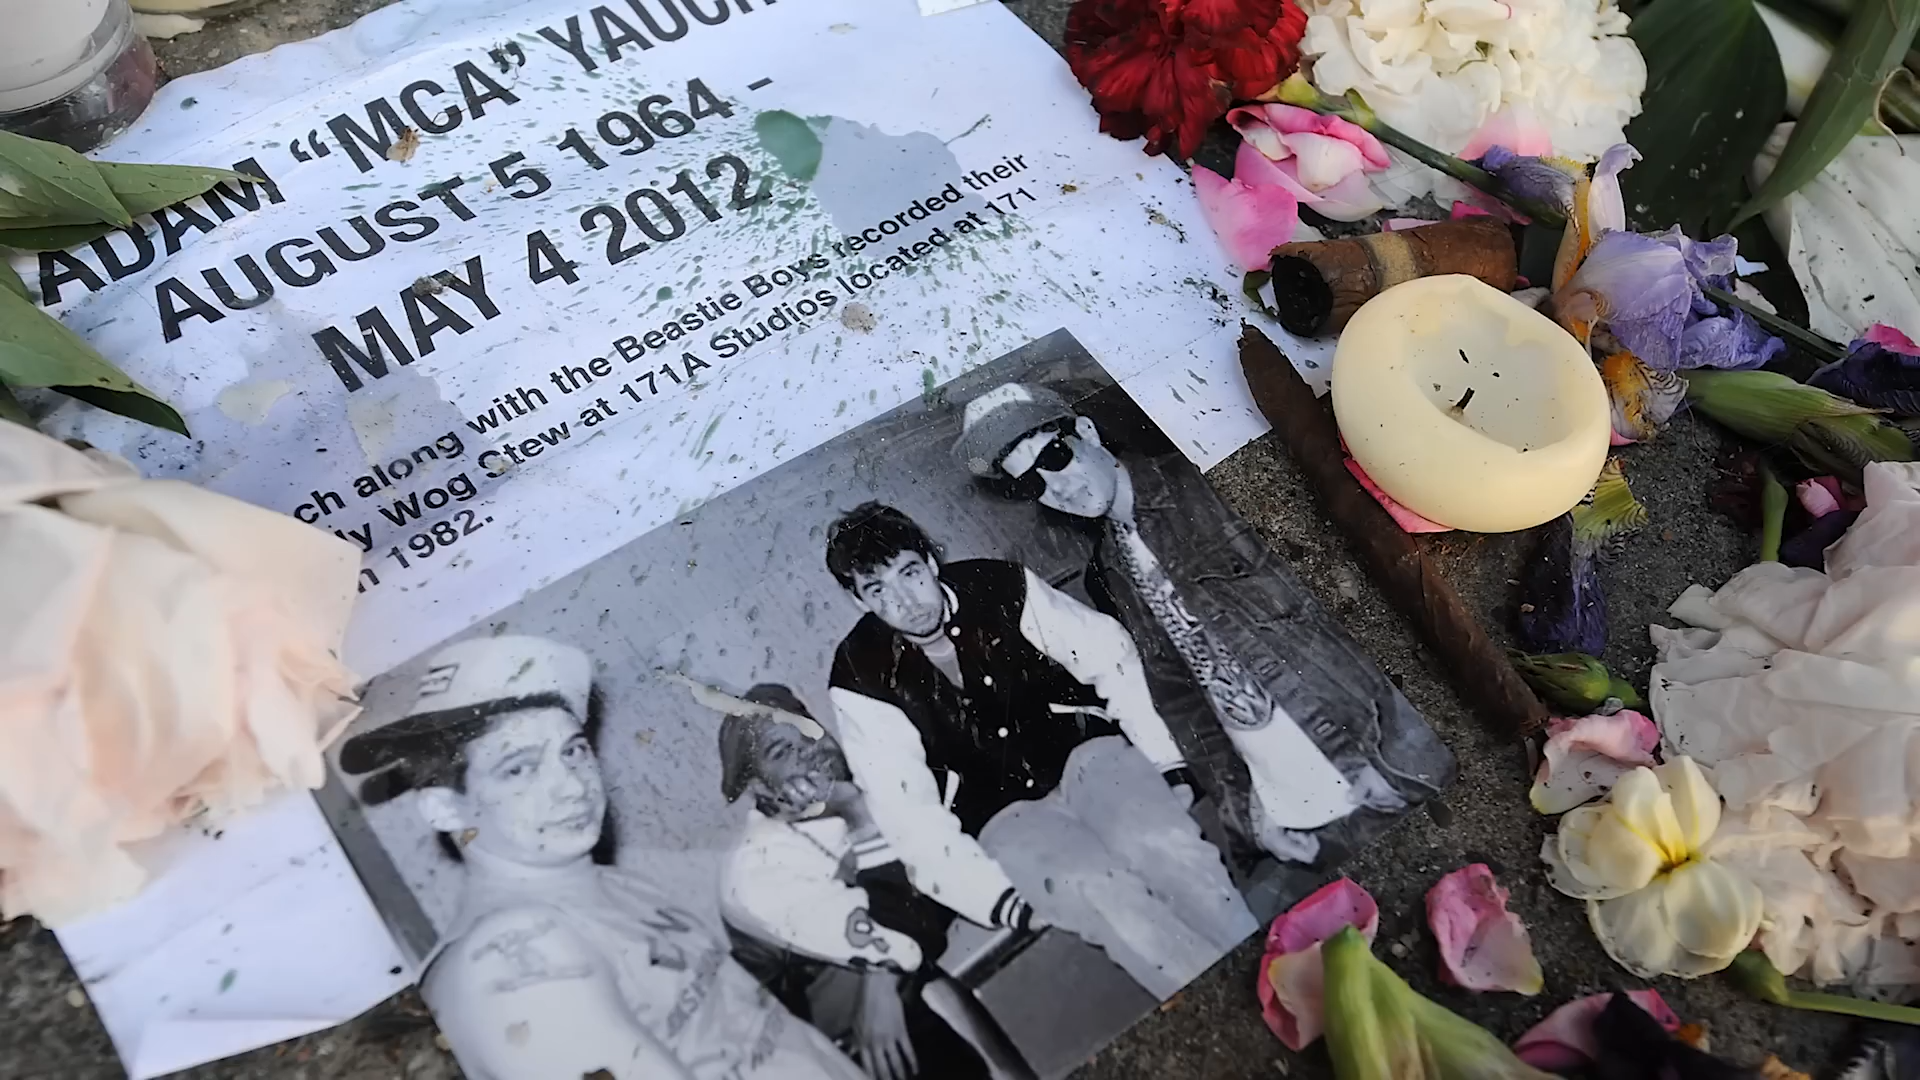 ADAM “MCA” YAUCH
AUGUST 5 1964 -
MAY 4 2012
ch along with the Beastie Boys recorded their
ly Wog Stew at 171A Studios located at 171
n 1982.